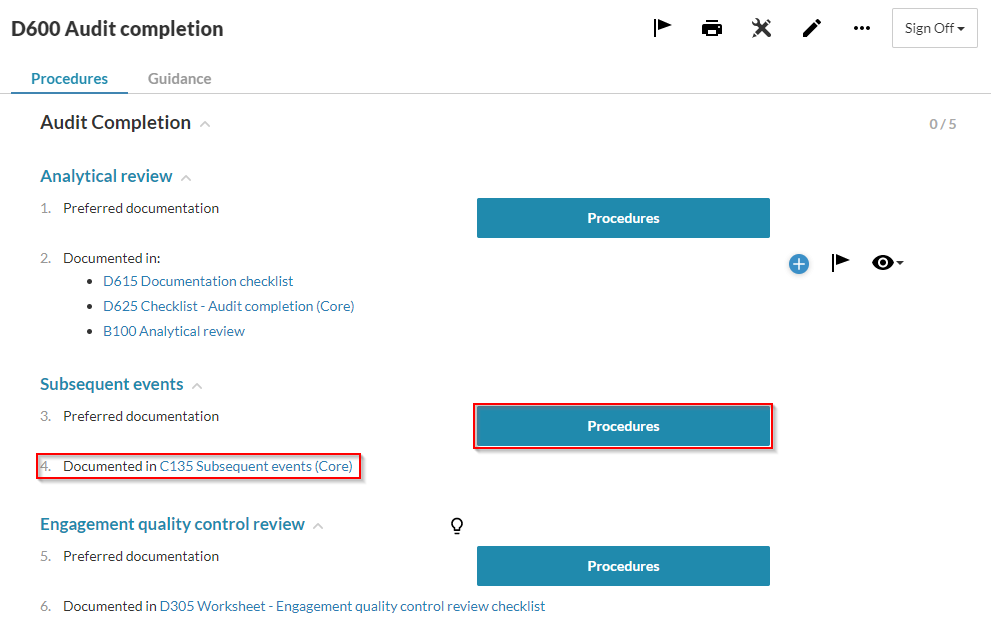 D600 Audit completion
Sign Off
Procedures
Guidance
Audit Completion
0 / 5
Analytical review
1. Preferred documentation
Procedures
2. Documented in:
• D615 Documentation checklist
• D625 Checklist - Audit completion (Core)
• B100 Analytical review
Subsequent events
3. Preferred documentation
Procedures
4. Documented in C135 Subsequent events (Core)
Engagement quality control review
5. Preferred documentation
Procedures
6. Documented in D305 Worksheet - Engagement quality control review checklist